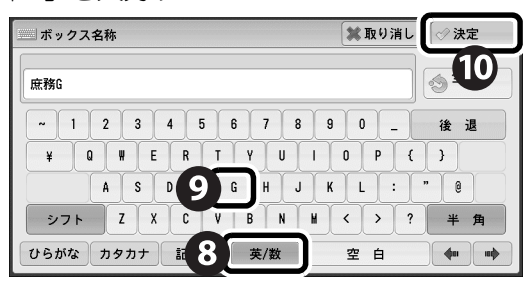 ボックス名称 取り消し 決定
10
庶務G
~ 1 2 3 4 5 6 7 8 9 0 _ 後 退
¥ Q W E R T Y U I O P { }
A S D 9 G H J K L : " @
シフト Z X C V B N M < > ? 半 角
ひらがな カタカナ 記 8 英/数 空 白